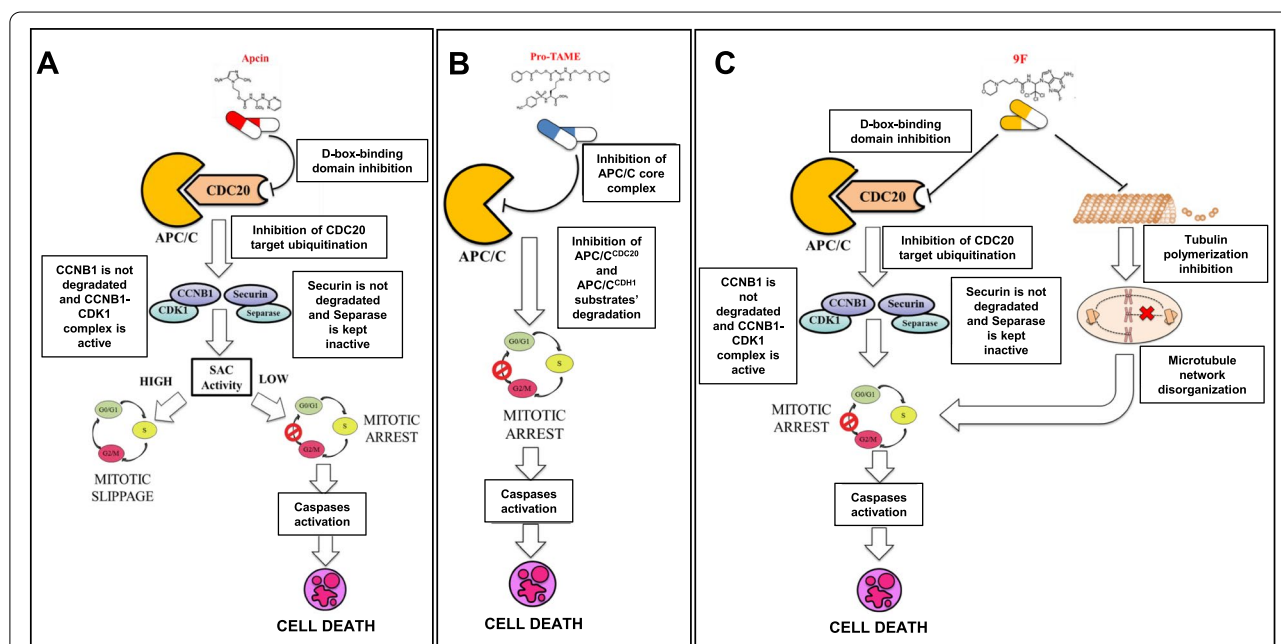 A
Apcin
D-box-binding
domain inhibition
CDC20
APC/C
Inhibition of CDC20
target ubiquitination
CCNB1 is not
degraded
and CCNB1-
CDK1
complex is
active
CCNB1
CDK1
Securin
Separase
Securin is not
degraded
and Separase
is kept
inactive
SAC
Activity
HIGH
LOW
G0/G1
S
G2/M
MITOTIC
SLIPPAGE
G0/G1
S
G2/M
MITOTIC
ARREST
Caspases
activation
CELL DEATH
B
Pro-TAME
Inhibition of
APC/C core
complex
APC/C
Inhibition of
APC/C^CDC20
and
APC/C^CDH1
substrates’
degradation
G0/G1
S
G2/M
MITOTIC
ARREST
Caspases
activation
CELL DEATH
C
9F
D-box-binding
domain inhibition
CDC20
APC/C
Inhibition of CDC20
target ubiquitination
Tubulin
polymerization
inhibition
CCNB1 is
not
degraded
and CCNB1-
CDK1
complex is
active
CCNB1
CDK1
Securin
Separase
Securin is not
degraded
and Separase
is kept
inactive
Microtubule
network
disorganization
G0/G1
S
G2/M
MITOTIC
ARREST
Caspases
activation
CELL DEATH